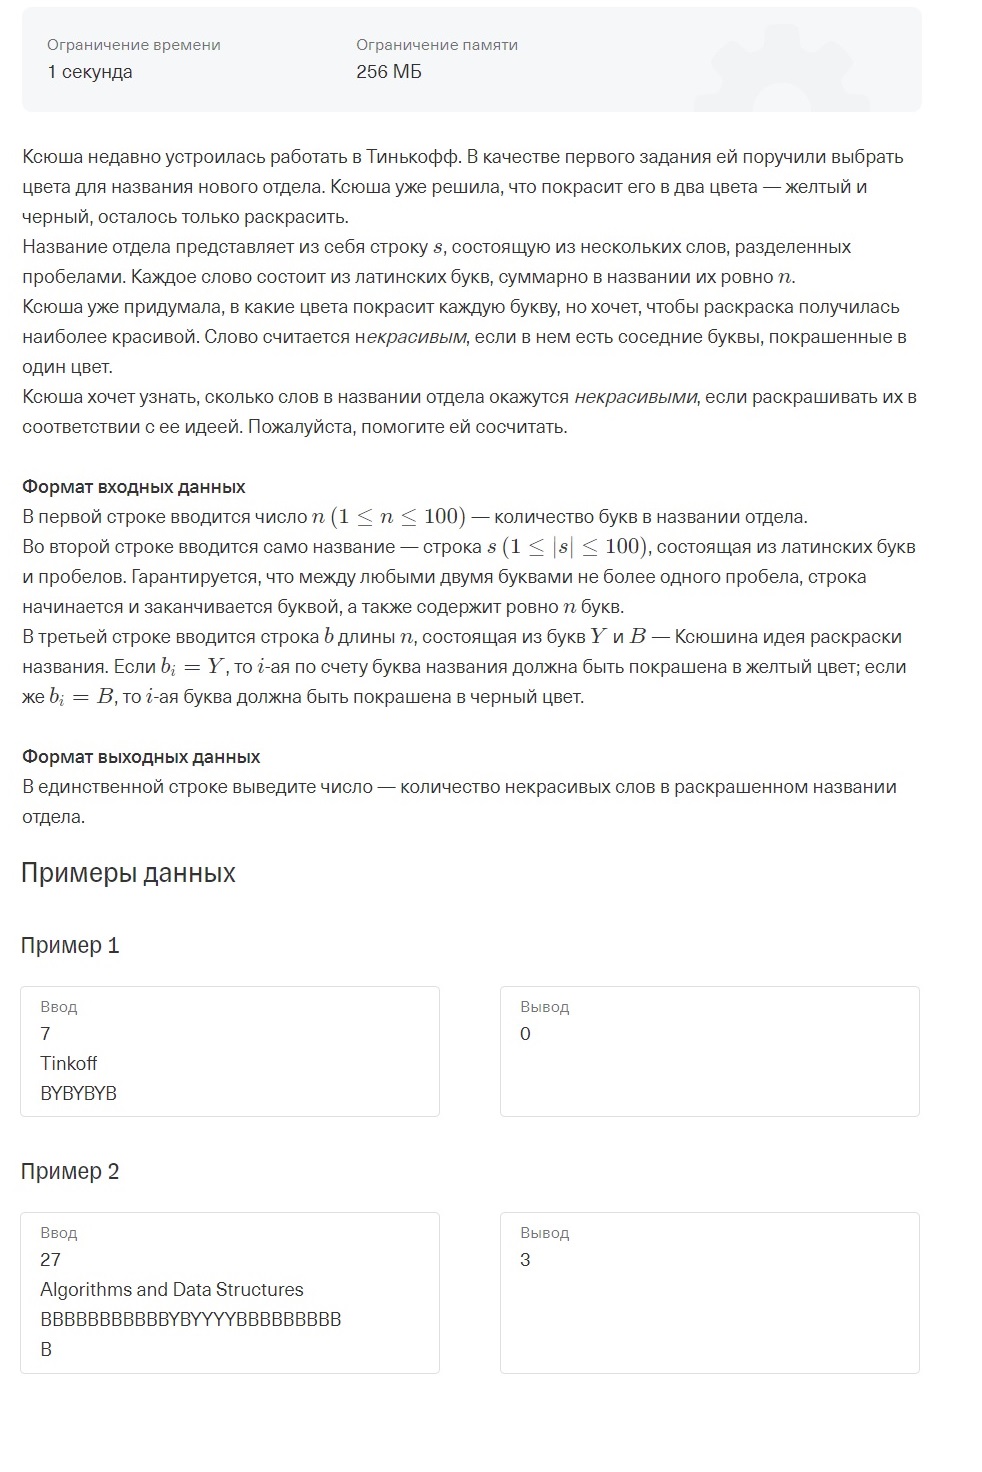 Ограничение времени
Ограничение памяти
1 секунда
256 МБ
Ксюша недавно устроилась работать в Тинькофф. В качестве первого задания ей поручили выбрать
цвета для названия нового отдела. Ксюша уже решила, что покрасит его в два цвета — желтый и
черный, осталось только раскрасить.
Название отдела представляет из себя строку s, состоящую из нескольких слов, разделенных
пробелами. Каждое слово состоит из латинских букв, суммарно в названии их ровно n.
Ксюша уже придумала, в какие цвета покрасит каждую букву, но хочет, чтобы раскраска получилась
наиболее красивой. Слово считается некрасивым, если в нем есть соседние буквы, покрашенные в
один цвет.
Ксюша хочет узнать, сколько слов в названии отдела окажутся некрасивыми, если раскрашивать их в
соответствии с ее идеей. Пожалуйста, помогите ей сосчитать.
Формат входных данных
В первой строке вводится число n (1 ≤ n ≤ 100) — количество букв в названии отдела.
Во второй строке вводится само название — строка s (1 ≤ |s| ≤ 100), состоящая из латинских букв
и пробелов. Гарантируется, что между любыми двумя буквами не более одного пробела, строка
начинается и заканчивается буквой, а также содержит ровно n букв.
В третьей строке вводится строка b длины n, состоящая из букв Y и B — Ксюшина идея раскраски
названия. Если bᵢ = Y, то i-ая по счету буква названия должна быть покрашена в желтый цвет; если
же bᵢ = B, то i-ая буква должна быть покрашена в черный цвет.
Формат выходных данных
В единственной строке выведите число — количество некрасивых слов в раскрашенном названии
отдела.
Примеры данных
Пример 1
Ввод
7
Tinkoff
BYBYBYB
Вывод
0
Пример 2
Ввод
27
Algorithms and Data Structures
BBBBBBBBBBBYBYYYYBBBBBBBBB
B
Вывод
3